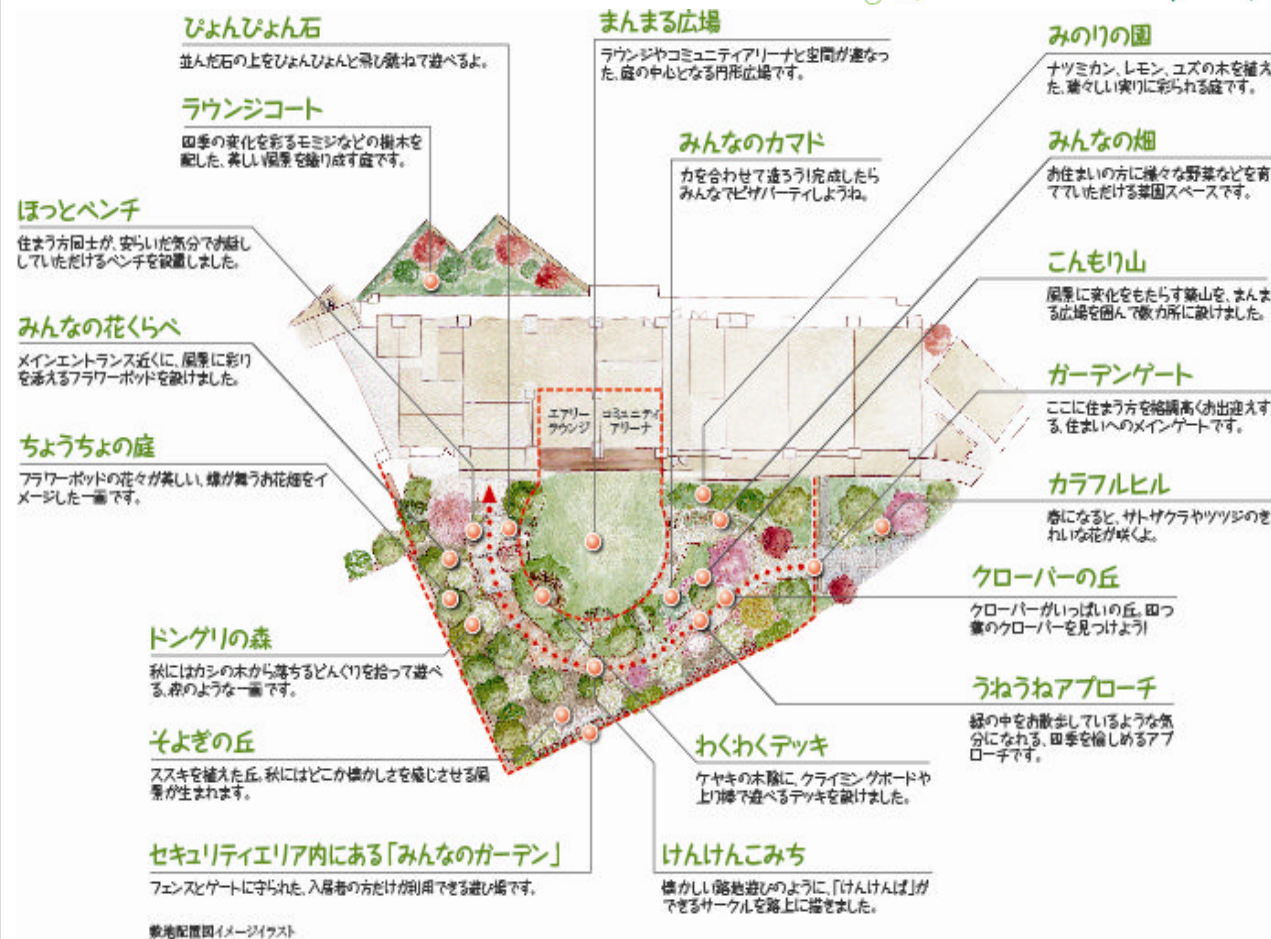 ぴょんぴょん石
並んだ石の上をぴょんぴょんと飛び跳ねて遊べるよ。
ラウンジコート
四季の変化を彩るモミジなどの樹木を
配した、美しい風景を織り成す庭です。
ほっとベンチ
住まう方同士が、安らいだ気分でお話し
していただけるベンチを設置しました。
みんなの花くらべ
メインエントランス近くに、風景に彩り
を添えるフラワーポッドを設けました。
ちょうちょの庭
フラワーポッドの花々が美しい、蝶が舞うお花畑をイ
メージした一画です。
ドングリの森
秋にはカシの木から落ちるどんぐりを拾って遊べ
る、森のような一画です。
そよぎの丘
ススキを植えた丘。秋にはどこか懐かしさを感じさせる風
景が生まれます。
セキュリティエリア内にある「みんなのガーデン」
フェンスとゲートに守られた、入居者の方だけが利用できる遊び場です。
敷地配置図イメージイラスト
まんまる広場
ラウンジやコミュニティアリーナと空間が連なっ
た、庭の中心となる円形広場です。
みんなのカマド
力を合わせて造ろう!完成したら
みんなでピザパーティしようね。
エアリー
ラウンジ
コミュニティ
アリーナ
わくわくデッキ
ケヤキの木陰に、クライミングボードや
上り棒で遊べるデッキを設けました。
けんけんこみち
懐かしい路地遊びのように、「けんけんぱ」が
できるサークルを路上に描きました。
みのりの園
ナツミカン、レモン、ユズの木を植え
た、瑞々しい実りに彩られる庭です。
みんなの畑
お住まいの方に様々な野菜などを育
てていただける菜園スペースです。
こんもり山
風景に変化をもたらす築山を、まんま
る広場を囲んで数カ所に設けました。
ガーデンゲート
ここに住まう方を格調高くお出迎えす
る、住まいへのメインゲートです。
カラフルヒル
春になると、サトザクラやツツジのき
れいな花が咲くよ。
クローバーの丘
クローバーがいっぱいの丘。四つ
葉のクローバーを見つけよう!
うねうねアプローチ
緑の中をお散歩しているような気
分になれる、四季を愉しめるアプ
ローチです。